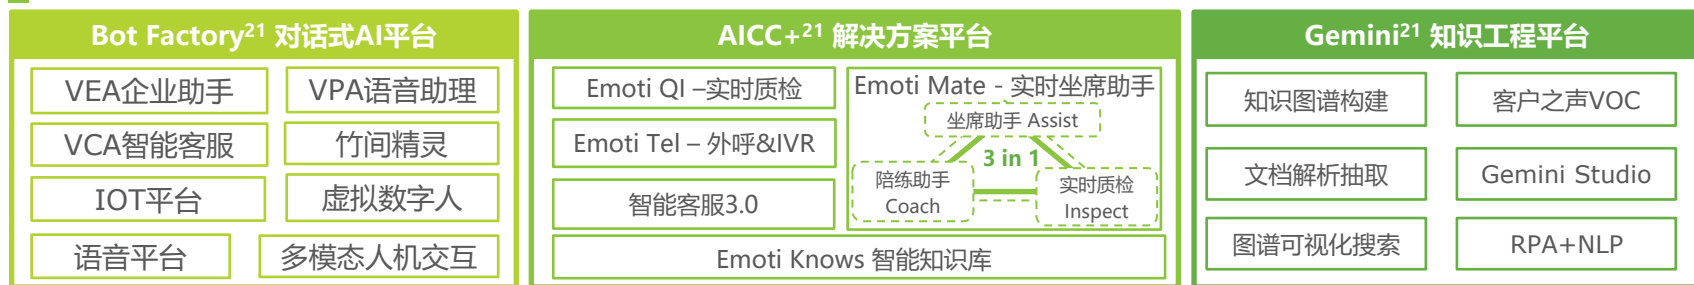 Bot Factory²¹ 对话式AI平台
VEA企业助手
VPA语音助理
VCA智能客服
竹间精灵
IOT平台
虚拟数字人
语音平台
多模态人机交互
AICC+²¹ 解决方案平台
Emoti QI –实时质检
Emoti Tel – 外呼&IVR
智能客服3.0
Emoti Mate - 实时坐席助手
坐席助手 Assist
3 in 1
陪练助手
Coach
实时质检
Inspect
Emoti Knows 智能知识库
Gemini²¹ 知识工程平台
知识图谱构建
客户之声VOC
文档解析抽取
Gemini Studio
图谱可视化搜索
RPA+NLP